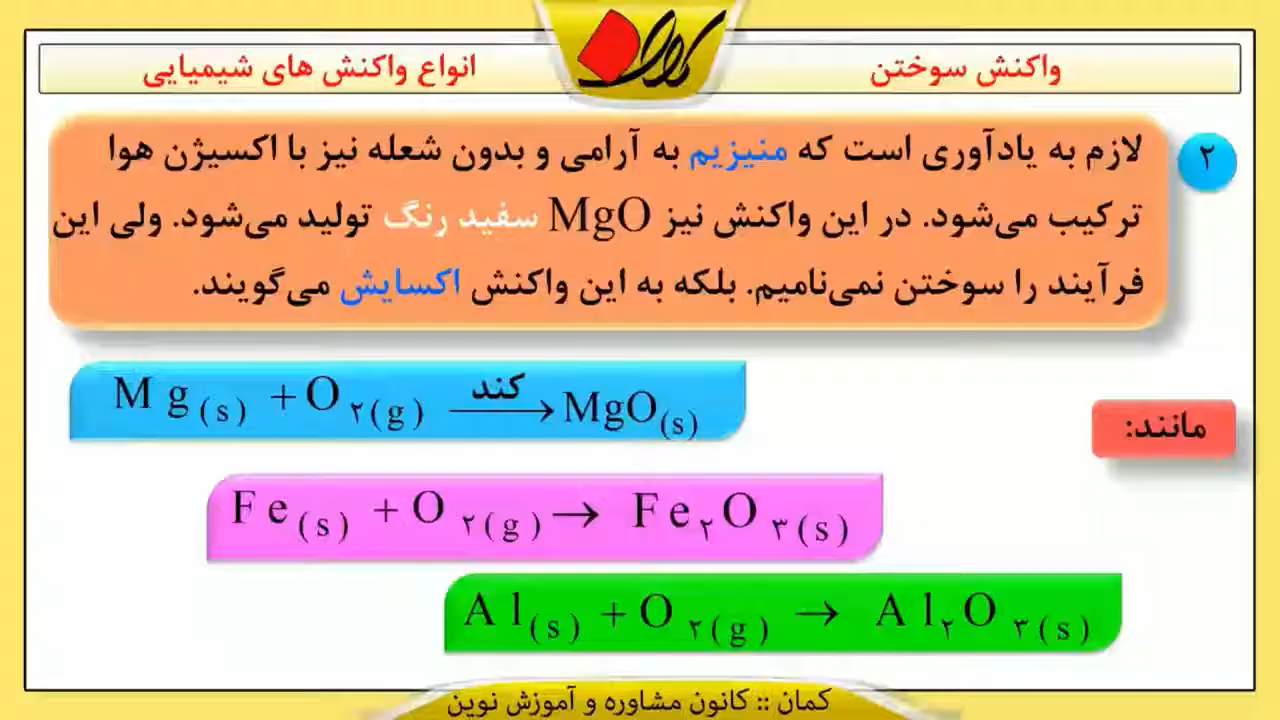 واکنش سوختن
انواع واکنش های شیمیایی
۲
لازم به یادآوری است که منیزیم به آرامی و بدون شعله نیز با اکسیژن هوا
ترکیب می‌شود. در این واکنش نیز MgO سفید رنگ تولید می‌شود. ولی این
فرآیند را سوختن نمی‌نامیم. بلکه به این واکنش اکسایش می‌گویند.
مانند:
Mg(s) + O۲(g) کند → MgO(s)
Fe(s) + O۲(g) → Fe۲O۳(s)
Al(s) + O۲(g) → Al۲O۳(s)
کمان :: کانون مشاوره و آموزش نوین